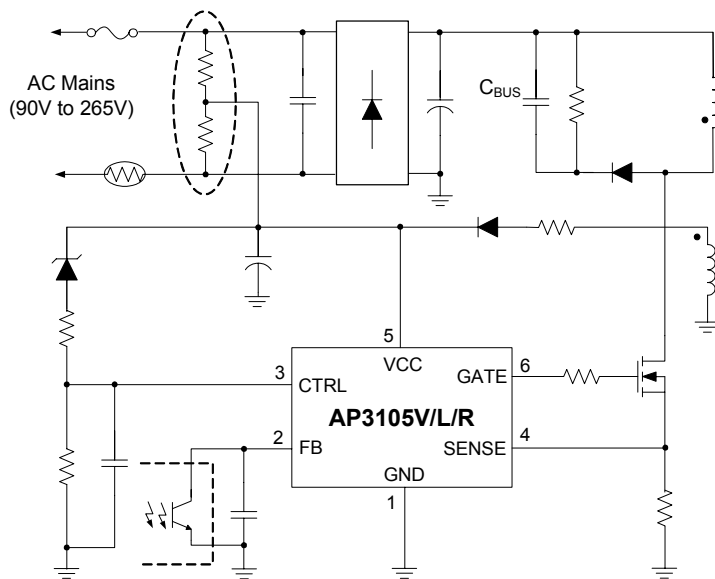 AC Mains
(90V to 265V)
CBUS
5
VCC
3
CTRL
GATE
6
AP3105V/L/R
2
FB
SENSE
4
GND
1